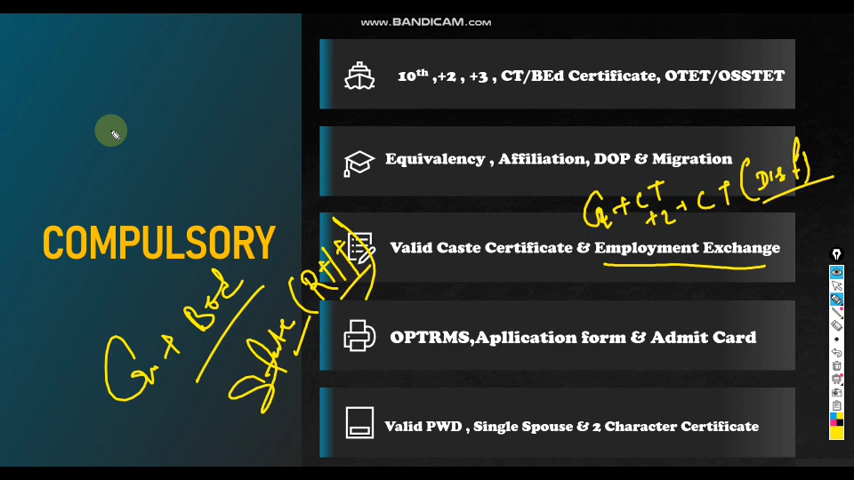 www.BANDICAM.com
10th ,+2 , +3 , CT/BEd Certificate, OTET/OSSTET
Equivalency , Affiliation, DOP & Migration
+ CT
+2 + CT (
COMPULSORY
Valid Caste Certificate & Employment Exchange
+ Bed
OPTRMS,Apllication form & Admit Card
Valid PWD , Single Spouse & 2 Character Certificate